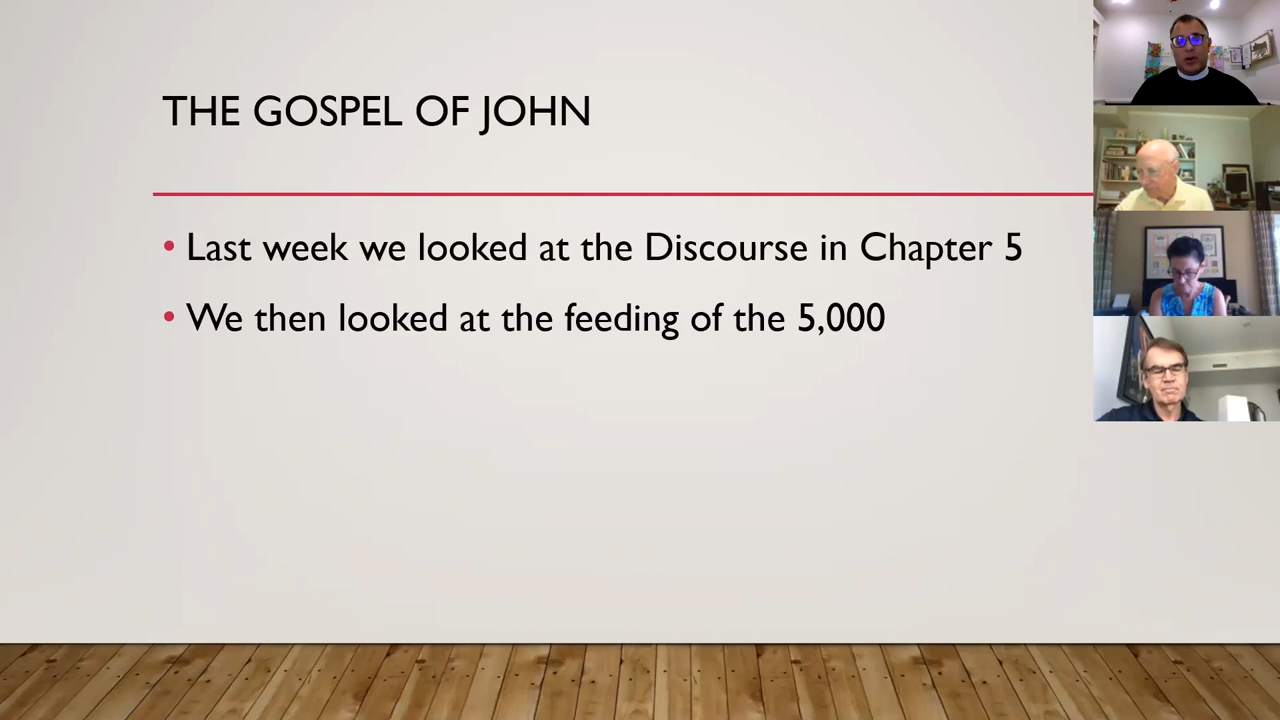 THE GOSPEL OF JOHN
• Last week we looked at the Discourse in Chapter 5
• We then looked at the feeding of the 5,000